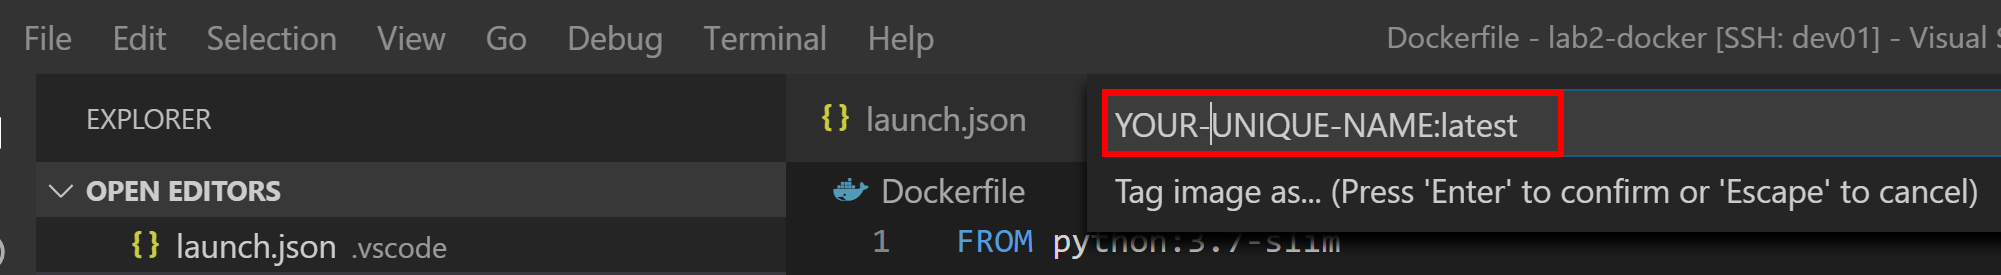 File Edit Selection View Go Debug Terminal Help Dockerfile - lab2-docker [SSH: dev01] - Visual S
EXPLORER
{} launch.json
YOUR-UNIQUE-NAME:latest
OPEN EDITORS
Dockerfile
Tag image as... (Press 'Enter' to confirm or 'Escape' to cancel)
{} launch.json .vscode
1 FROM python:3.7-slim